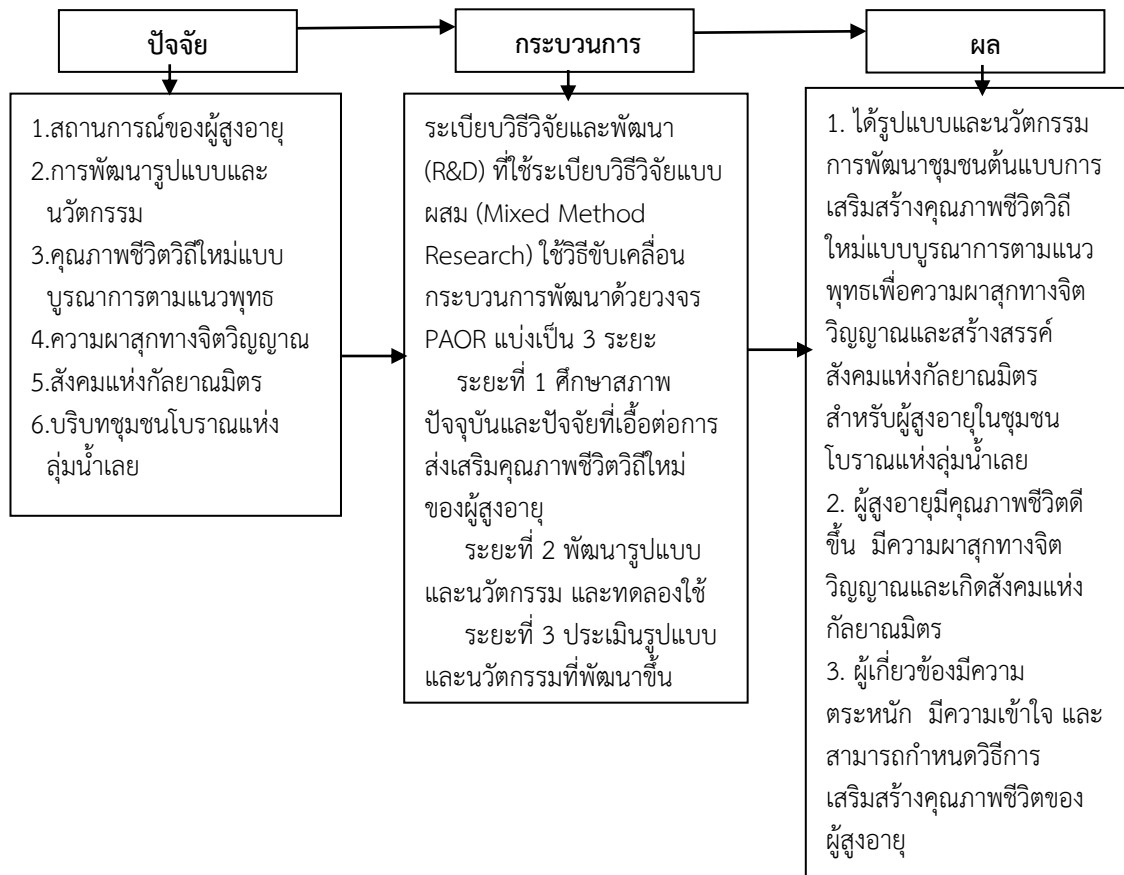 ปัจจัย
กระบวนการ
ผล
1.สถานการณ์ของผู้สูงอายุ
2.การพัฒนารูปแบบและ
นวัตกรรม
3.คุณภาพชีวิตวิถีใหม่แบบ
บูรณาการตามแนวพุทธ
4.ความผาสุกทางจิตวิญญาณ
5.สังคมแห่งกัลยาณมิตร
6.บริบทชุมชนโบราณแห่ง
ลุ่มน้ำเลย
ระเบียบวิธีวิจัยและพัฒนา
(R&D) ที่ใช้ระเบียบวิธีวิจัยแบบ
ผสม (Mixed Method
Research) ใช้วิธีขับเคลื่อน
กระบวนการพัฒนาด้วยวงจร
PAOR แบ่งเป็น 3 ระยะ
ระยะที่ 1 ศึกษาสภาพ
ปัจจุบันและปัจจัยที่เอื้อต่อการ
ส่งเสริมคุณภาพชีวิตวิถีใหม่
ของผู้สูงอายุ
ระยะที่ 2 พัฒนารูปแบบ
และนวัตกรรม และทดลองใช้
ระยะที่ 3 ประเมินรูปแบบ
และนวัตกรรมที่พัฒนาขึ้น
1. ได้รูปแบบและนวัตกรรม
การพัฒนาชุมชนต้นแบบการ
เสริมสร้างคุณภาพชีวิตวิถี
ใหม่แบบบูรณาการตามแนว
พุทธเพื่อความผาสุกทางจิต
วิญญาณและสร้างสรรค์
สังคมแห่งกัลยาณมิตร
สำหรับผู้สูงอายุในชุมชน
โบราณแห่งลุ่มน้ำเลย
2. ผู้สูงอายุมีคุณภาพชีวิตดี
ขึ้น มีความผาสุกทางจิต
วิญญาณและเกิดสังคมแห่ง
กัลยาณมิตร
3. ผู้เกี่ยวข้องมีความ
ตระหนัก มีความเข้าใจ และ
สามารถกำหนดวิธีการ
เสริมสร้างคุณภาพชีวิตของ
ผู้สูงอายุ